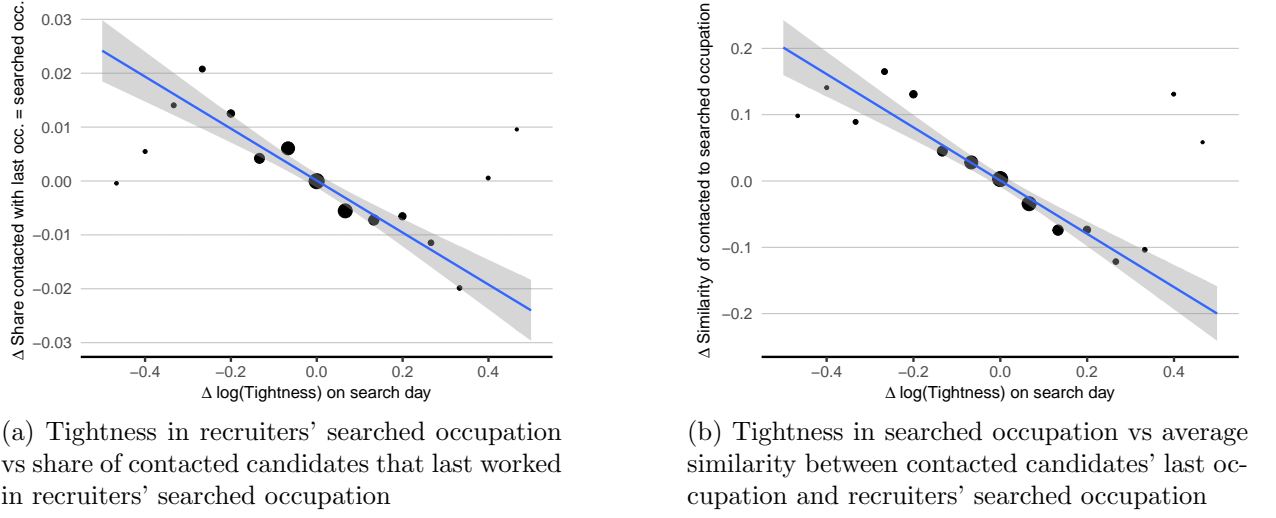 Δ Share contacted with last occ. = searched occ.
0.03
0.02
0.01
0.00
−0.01
−0.02
−0.03
−0.4 −0.2 0.0 0.2 0.4
Δ log(Tightness) on search day
(a) Tightness in recruiters’ searched occupation
vs share of contacted candidates that last worked
in recruiters’ searched occupation
Δ Similarity of contacted to searched occupation
0.2
0.1
0.0
−0.1
−0.2
−0.4 −0.2 0.0 0.2 0.4
Δ log(Tightness) on search day
(b) Tightness in searched occupation vs average
similarity between contacted candidates’ last oc-
cupation and recruiters’ searched occupation